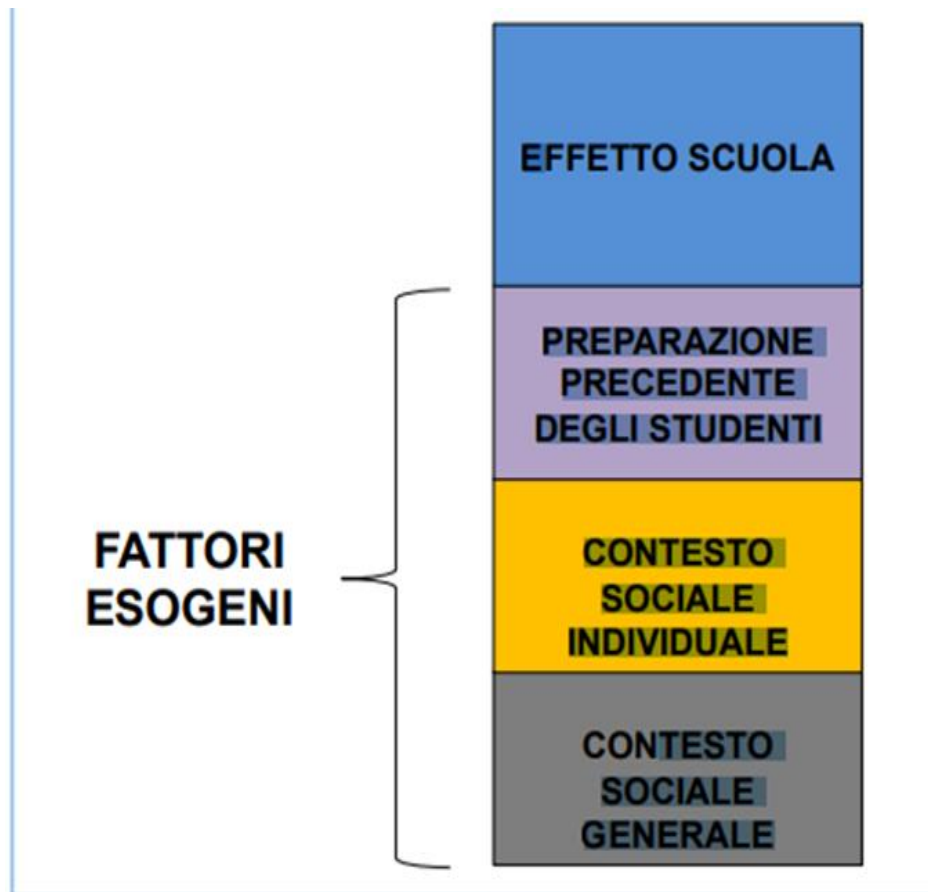 EFFETTO SCUOLA
PREPARAZIONE
PRECEDENTE
DEGLI STUDENTI
FATTORI
ESOGENI
CONTESTO
SOCIALE
INDIVIDUALE
CONTESTO
SOCIALE
GENERALE